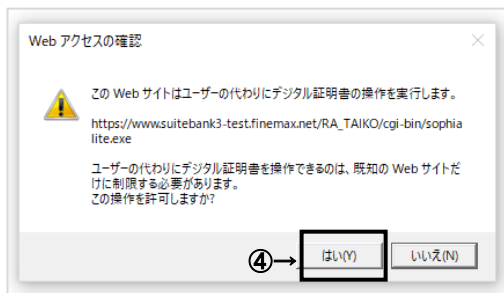 Web アクセスの確認
この Web サイトはユーザーの代わりにデジタル証明書の操作を実行します。
https://www.suitebank3-test.finemax.net/RA_TAIKO/cgi-bin/sophia
lite.exe
ユーザーの代わりにデジタル証明書を操作できるのは、既知の Web サイトだ
けに制限する必要があります。
この操作を許可しますか?
④→ はい(Y) いいえ(N)